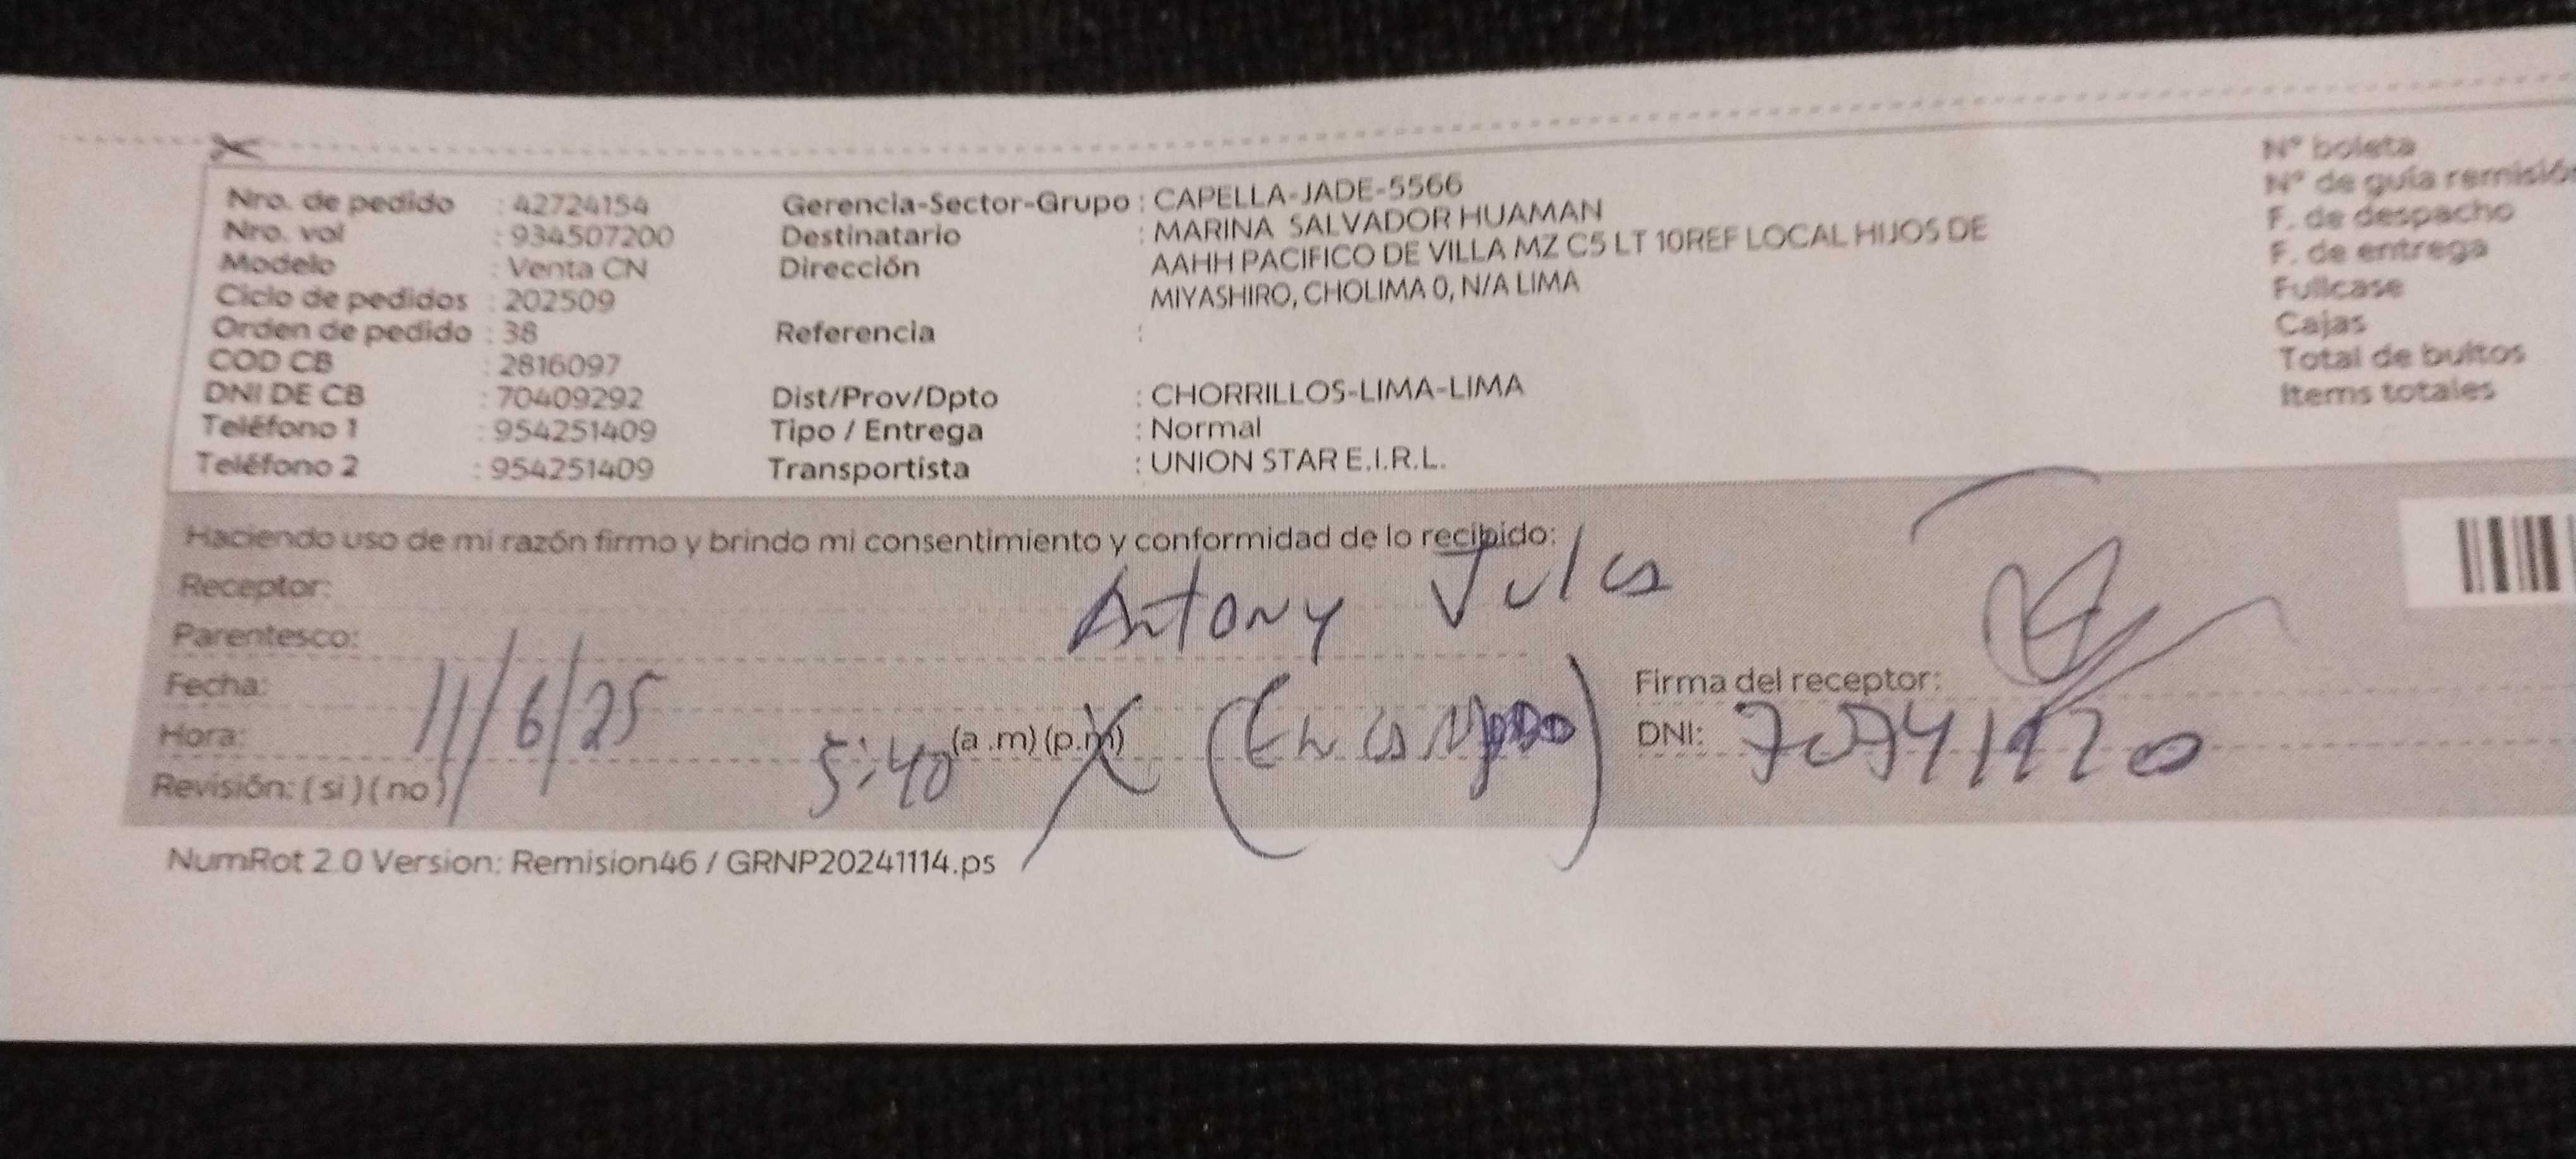 Nro. de pedido : 42724154
Nro. vol : 934507200
Modelo : Venta CN
Ciclo de pedidos : 202509
Orden de pedido : 38
COD CB : 2816097
DNI DE CB : 70409292
Teléfono 1 : 954251409
Teléfono 2 : 954251409
Gerencia-Sector-Grupo : CAPELLA-JADE-5566
Destinatario : MARINA SALVADOR HUAMAN
Dirección AAHH PACIFICO DE VILLA MZ C5 LT 10REF LOCAL HIJOS DE
MIYASHIRO, CHOLIMA 0, N/A LIMA
Referencia :
Dist/Prov/Dpto : CHORRILLOS-LIMA-LIMA
Tipo / Entrega : Normal
Transportista : UNION STAR E.I.R.L.
Nº boleta
Nº de guía remisión
F. de despacho
F. de entrega
Fullcase
Cajas
Total de bultos
Items totales
Haciendo uso de mi razón firmo y brindo mi consentimiento y conformidad de lo recibido:
Receptor: Antony Julca
Parentesco:
Fecha: 11/6/25
Hora: 5:40 (a .m) (p.m)
Revisión: ( si ) ( no )
Firma del receptor:
DNI:
NumRot 2.0 Version: Remision46 / GRNP20241114.ps